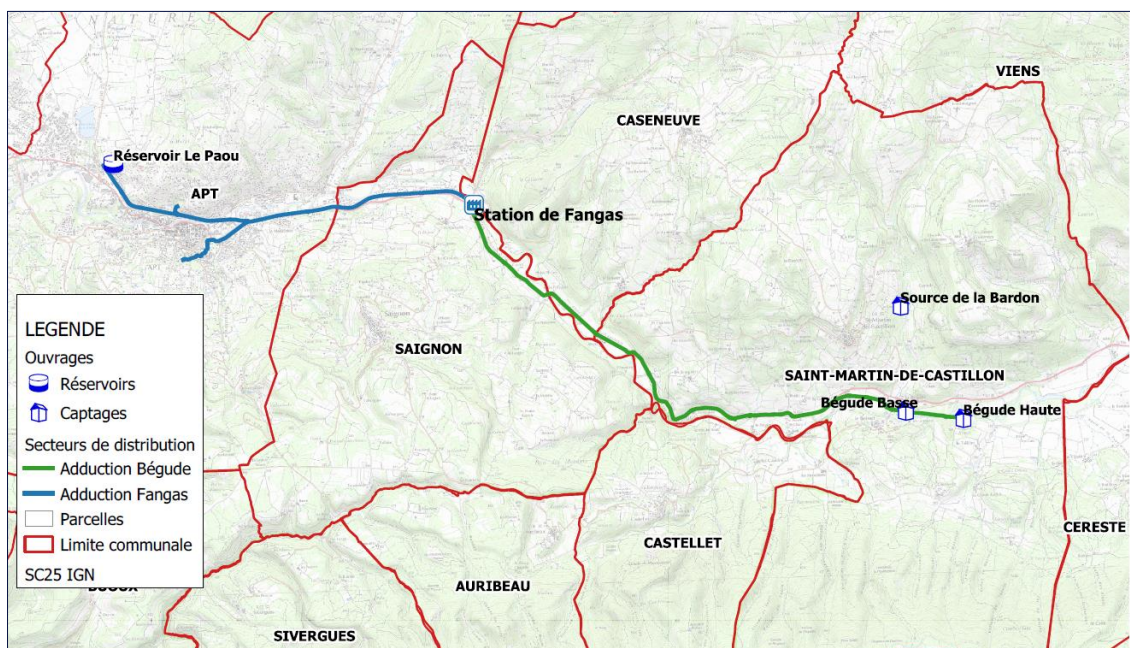 VIENS
CASENEUVE
Réservoir Le Paou
APT
Station de Fangas
Source de la Bardon
LEGENDE
Ouvrages
Réservoirs
Captages
Secteurs de distribution
Adduction Bégude
Adduction Fangas
Parcelles
Limite communale
SC25 IGN
SAIGNON
SAINT-MARTIN-DE-CASTILLON
Bégude Basse
Bégude Haute
CERESTE
CASTELLET
AURIBEAU
SIVERGUES